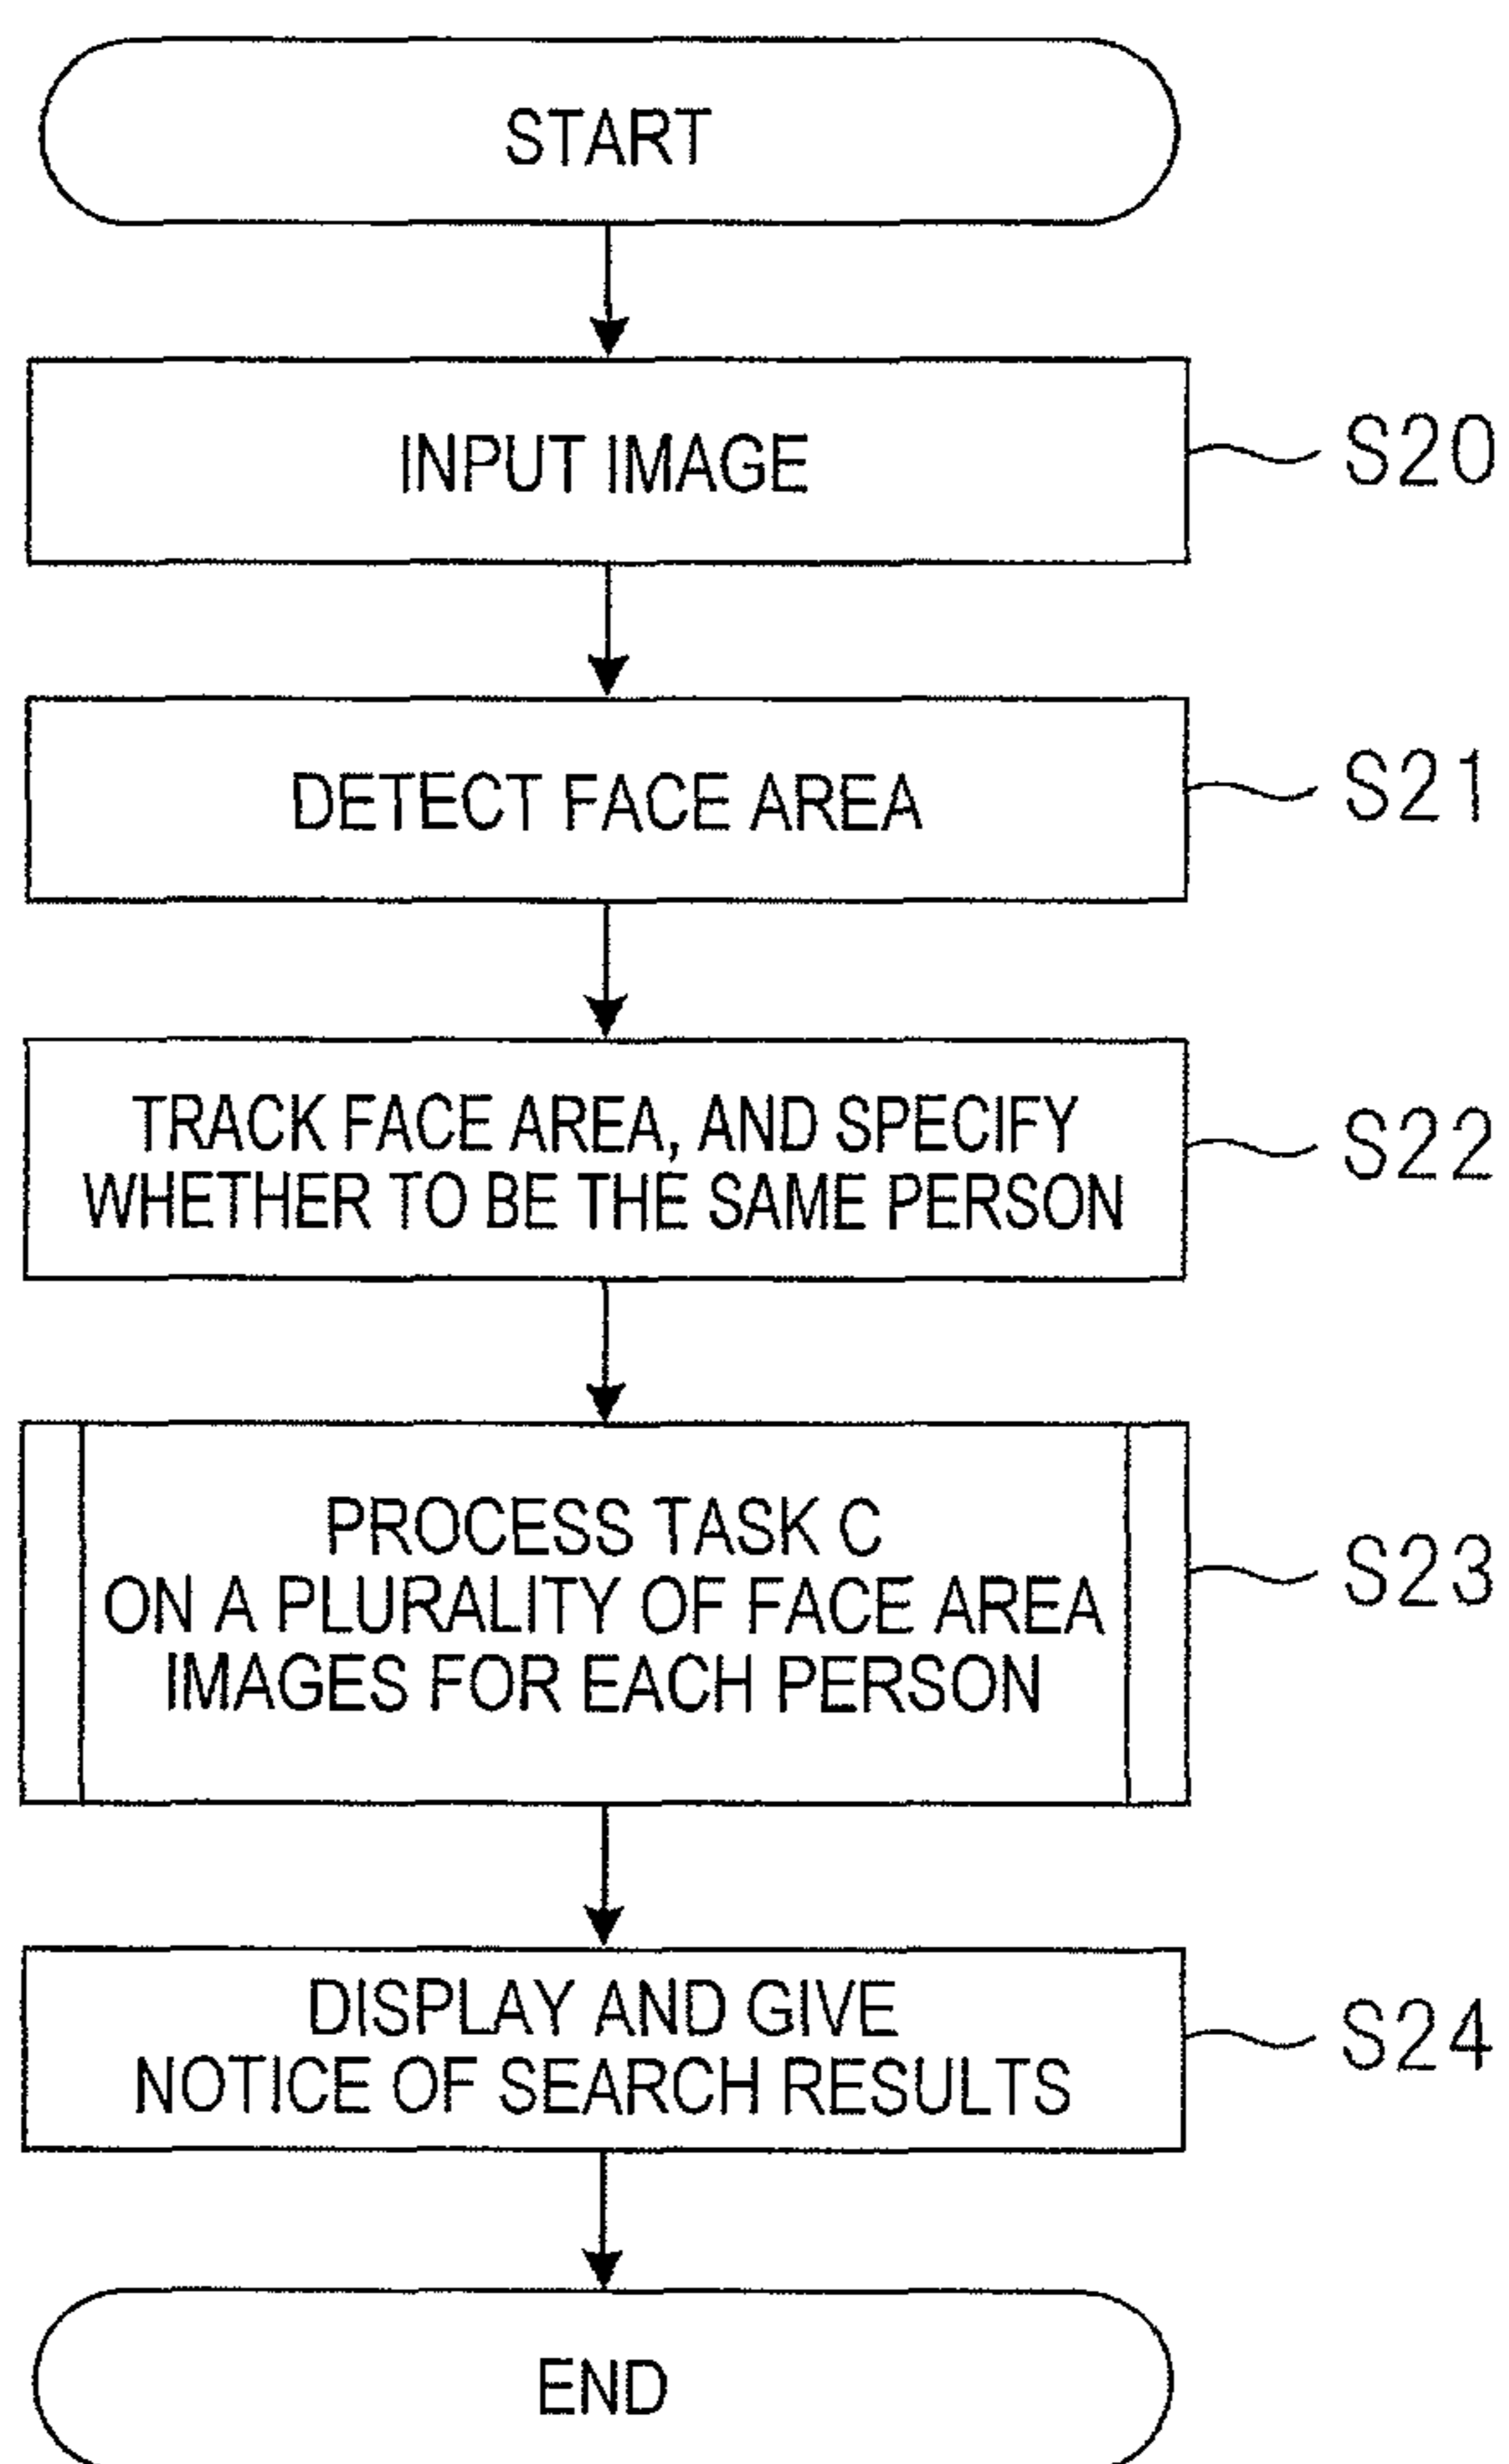 START
INPUT IMAGE
S20
DETECT FACE AREA
S21
TRACK FACE AREA, AND SPECIFY
WHETHER TO BE THE SAME PERSON
S22
PROCESS TASK C
ON A PLURALITY OF FACE AREA
IMAGES FOR EACH PERSON
S23
DISPLAY AND GIVE
NOTICE OF SEARCH RESULTS
S24
END